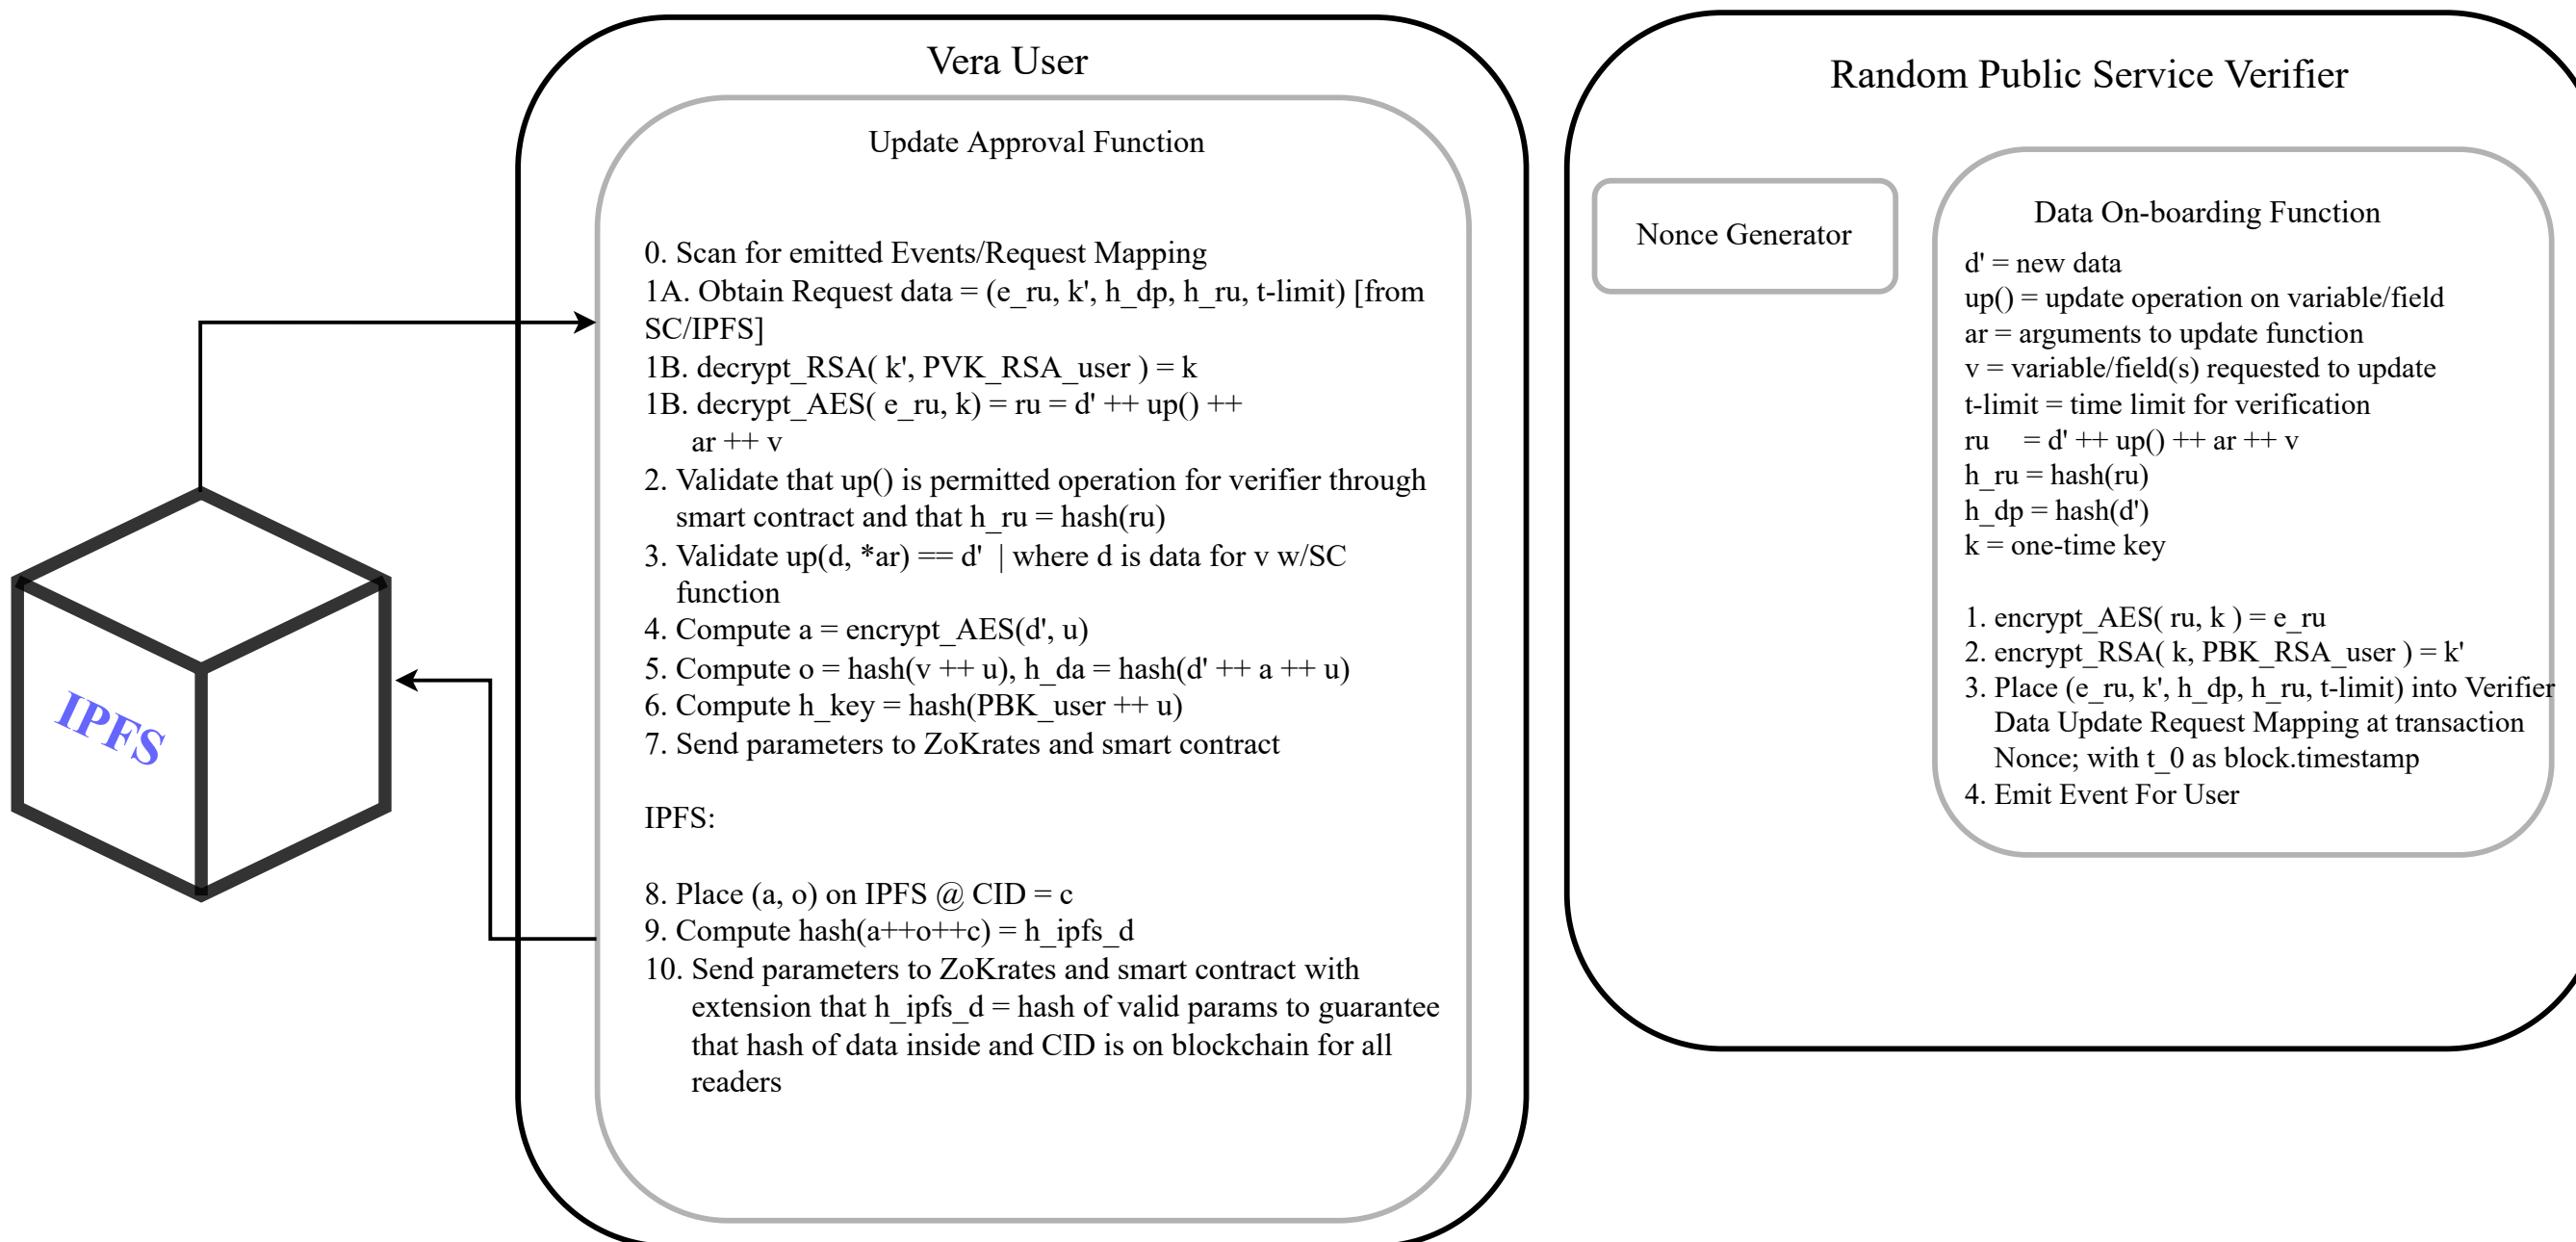 Vera User
Update Approval Function
0. Scan for emitted Events/Request Mapping
1A. Obtain Request data = (e_ru, k', h_dp, h_ru, t-limit) [from
SC/IPFS]
1B. decrypt_RSA( k', PVK_RSA_user ) = k
1B. decrypt_AES( e_ru, k) = ru = d' ++ up() ++
ar ++ v
2. Validate that up() is permitted operation for verifier through
smart contract and that h_ru = hash(ru)
3. Validate up(d, *ar) == d' | where d is data for v w/SC
function
4. Compute a = encrypt_AES(d', u)
5. Compute o = hash(v ++ u), h_da = hash(d' ++ a ++ u)
6. Compute h_key = hash(PBK_user ++ u)
7. Send parameters to ZoKrates and smart contract
IPFS:
8. Place (a, o) on IPFS @ CID = c
9. Compute hash(a++o++c) = h_ipfs_d
10. Send parameters to ZoKrates and smart contract with
extension that h_ipfs_d = hash of valid params to guarantee
that hash of data inside and CID is on blockchain for all
readers
IPFS
Random Public Service Verifier
Nonce Generator
Data On-boarding Function
d' = new data
up() = update operation on variable/field
ar = arguments to update function
v = variable/field(s) requested to update
t-limit = time limit for verification
ru = d' ++ up() ++ ar ++ v
h_ru = hash(ru)
h_dp = hash(d')
k = one-time key
1. encrypt_AES( ru, k ) = e_ru
2. encrypt_RSA( k, PBK_RSA_user ) = k'
3. Place (e_ru, k', h_dp, h_ru, t-limit) into Verifier
Data Update Request Mapping at transaction
Nonce; with t_0 as block.timestamp
4. Emit Event For User